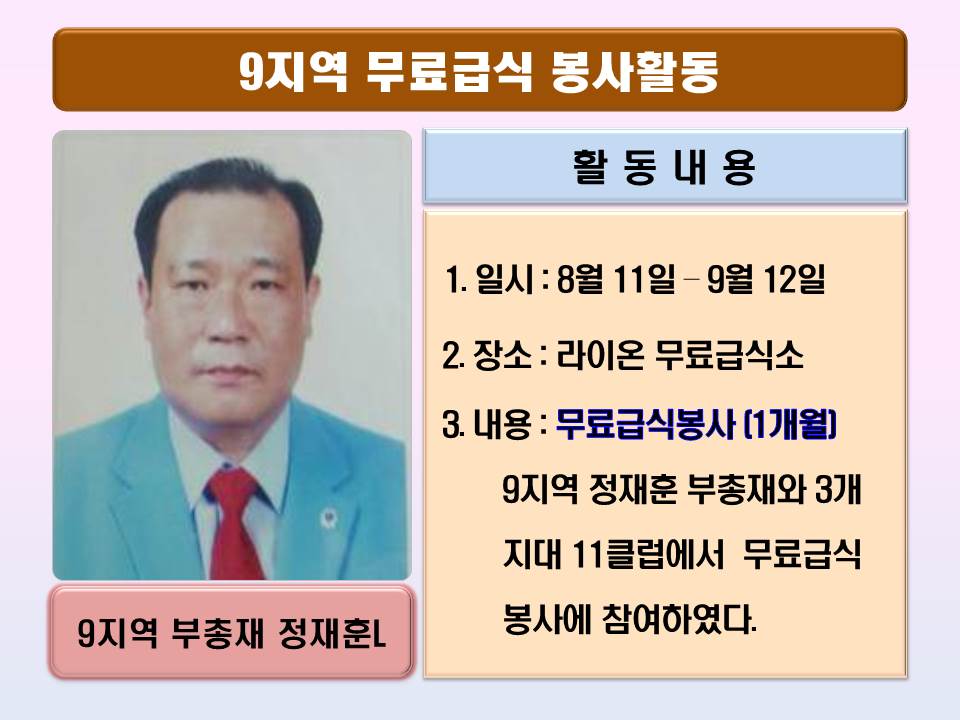 9지역 무료급식 봉사활동
활 동 내 용
1. 일시 : 8월 11일 – 9월 12일
2. 장소 : 라이온 무료급식소
3. 내용 : 무료급식봉사 (1개월)
9지역 정재훈 부총재와 3개
지대 11클럽에서 무료급식
봉사에 참여하였다.
9지역 부총재 정재훈L